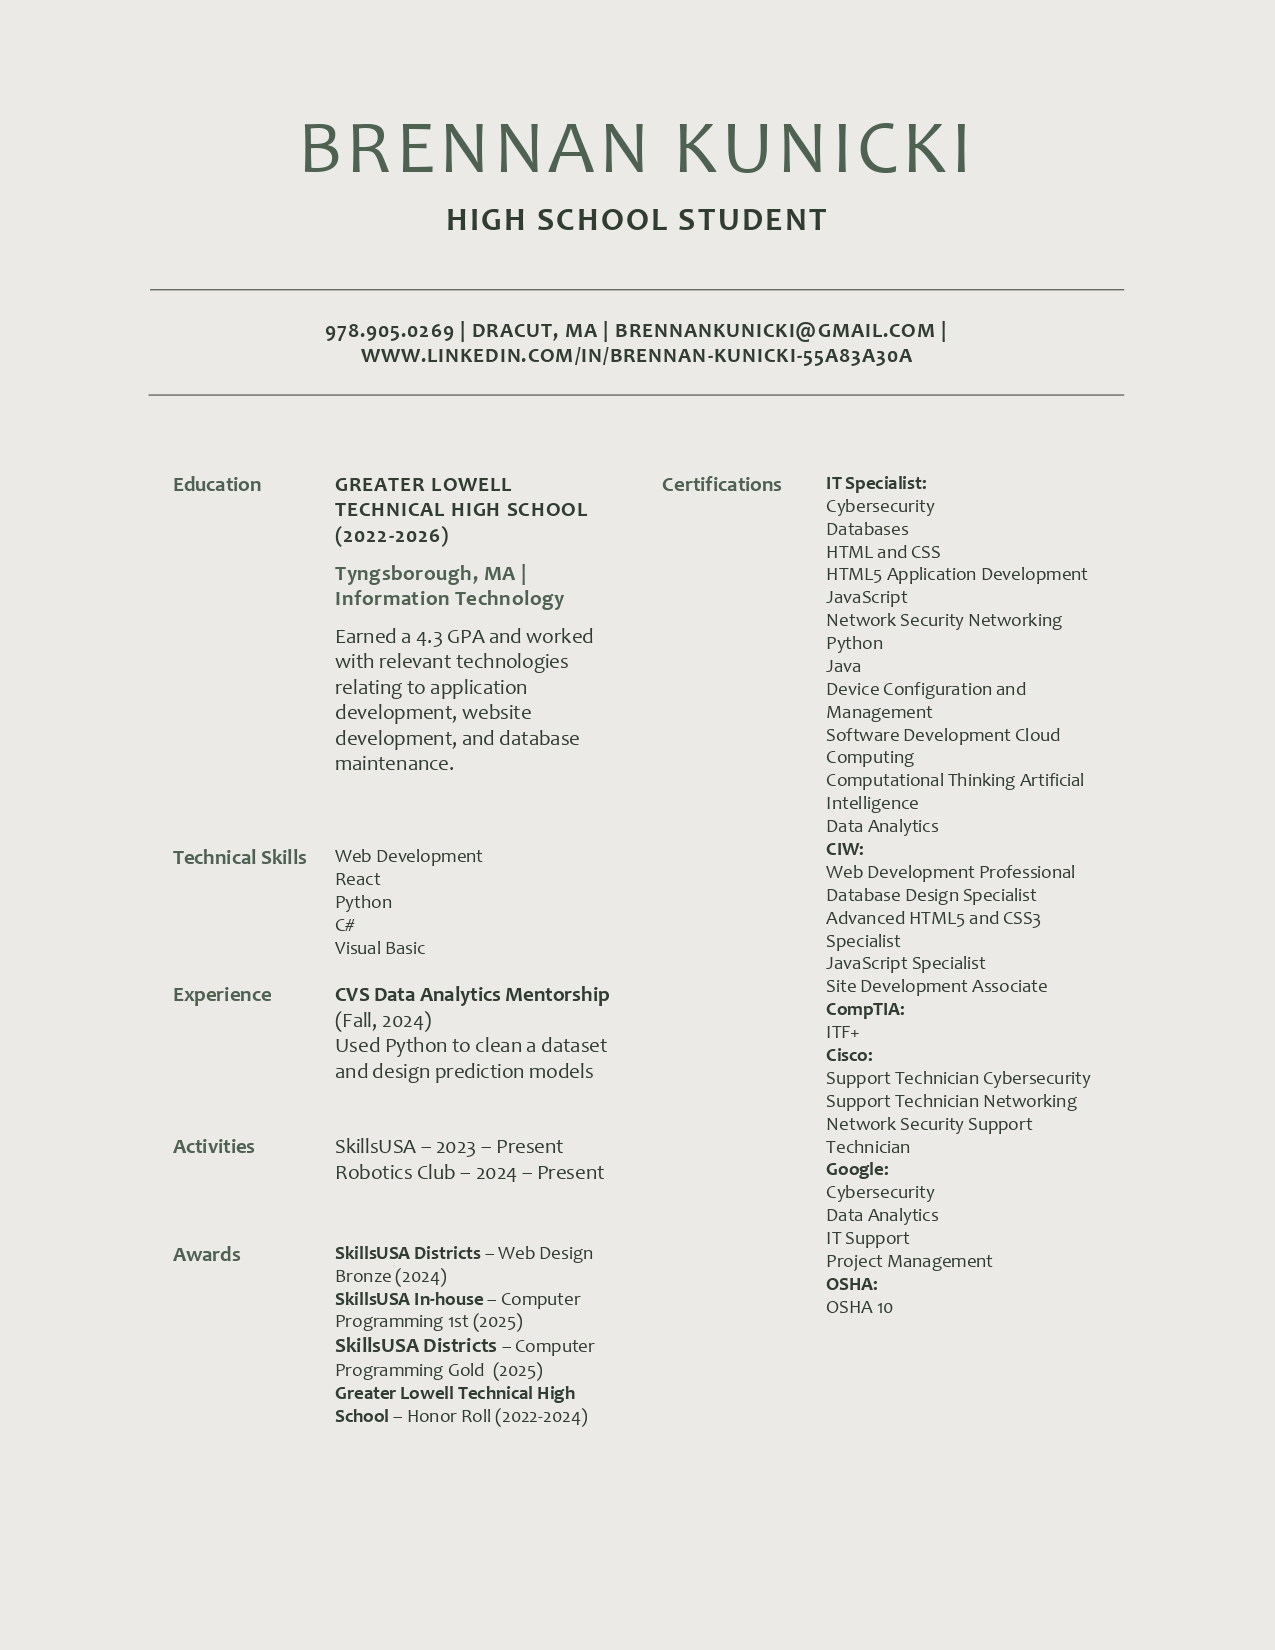 BRENNAN KUNICKI
HIGH SCHOOL STUDENT
978.905.0269 | DRACUT, MA | BRENNANKUNICKI@GMAIL.COM |
WWW.LINKEDIN.COM/IN/BRENNAN-KUNICKI-55A83A30A
Education
GREATER LOWELL
TECHNICAL HIGH SCHOOL
(2022-2026)
Tyngsborough, MA |
Information Technology
Earned a 4.3 GPA and worked
with relevant technologies
relating to application
development, website
development, and database
maintenance.
Technical Skills
Web Development
React
Python
C#
Visual Basic
Experience
CVS Data Analytics Mentorship
(Fall, 2024)
Used Python to clean a dataset
and design prediction models
Activities
SkillsUSA – 2023 – Present
Robotics Club – 2024 – Present
Awards
SkillsUSA Districts – Web Design
Bronze (2024)
SkillsUSA In-house – Computer
Programming 1st (2025)
SkillsUSA Districts – Computer
Programming Gold (2025)
Greater Lowell Technical High
School – Honor Roll (2022-2024)
Certifications
IT Specialist:
Cybersecurity
Databases
HTML and CSS
HTML5 Application Development
JavaScript
Network Security Networking
Python
Java
Device Configuration and
Management
Software Development Cloud
Computing
Computational Thinking Artificial
Intelligence
Data Analytics
CIW:
Web Development Professional
Database Design Specialist
Advanced HTML5 and CSS3
Specialist
JavaScript Specialist
Site Development Associate
CompTIA:
ITF+
Cisco:
Support Technician Cybersecurity
Support Technician Networking
Network Security Support
Technician
Google:
Cybersecurity
Data Analytics
IT Support
Project Management
OSHA:
OSHA 10